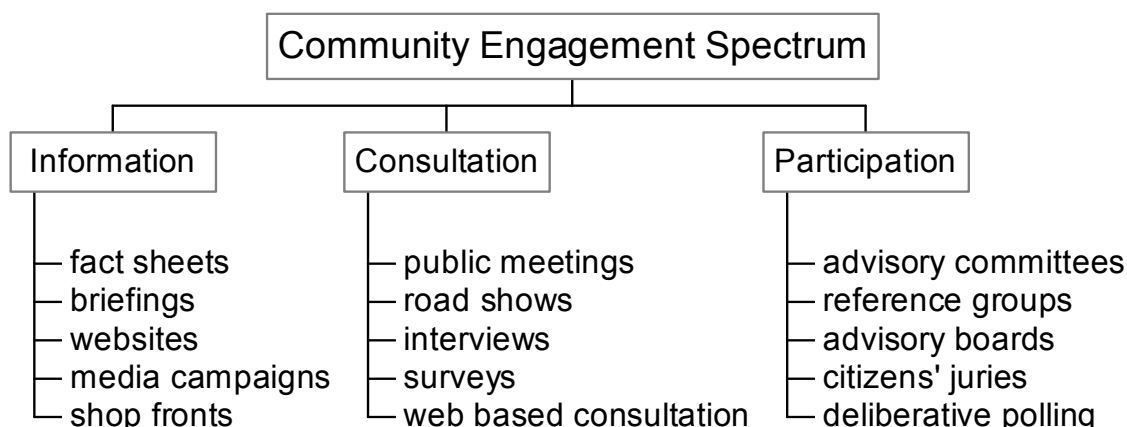 Community Engagement Spectrum
Information
fact sheets
briefings
websites
media campaigns
shop fronts
Consultation
public meetings
road shows
interviews
surveys
web based consultation
Participation
advisory committees
reference groups
advisory boards
citizens' juries
deliberative polling